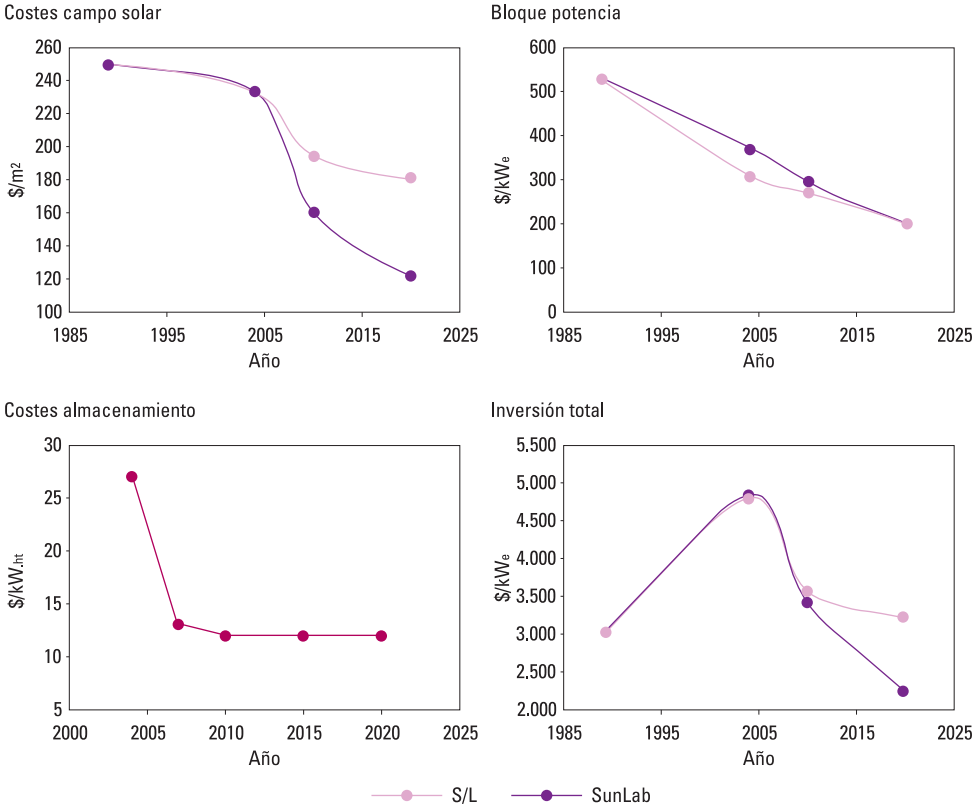 Costes campo solar
260
240
220
200
180
160
140
120
100
$/m²
1985 1995 2005 2015 2025
Año
Bloque potencia
600
500
400
300
200
100
0
$/kWₑ
1985 1995 2005 2015 2025
Año
Costes almacenamiento
30
25
20
15
10
5
$/kW.ht
2000 2005 2010 2015 2020 2025
Año
Inversión total
5.500
5.000
4.500
4.000
3.500
3.000
2.500
2.000
$/kWₑ
1985 1995 2005 2015 2025
Año
S/L SunLab